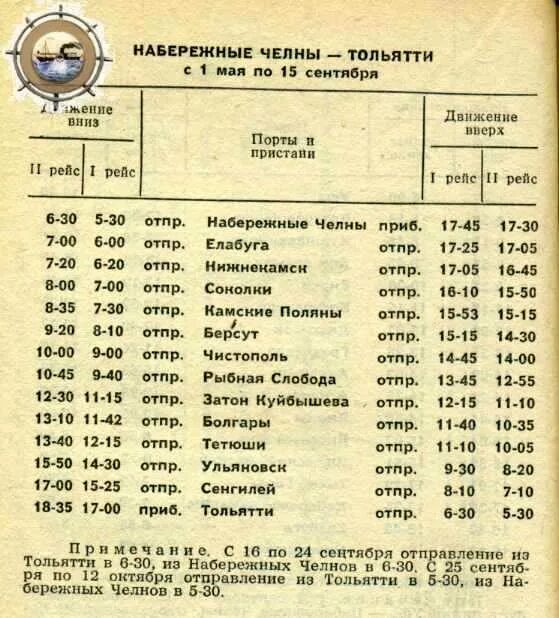 НАБЕРЕЖНЫЕ ЧЕЛНЫ — ТОЛЬЯТТИ
с 1 мая по 15 сентября
Движение вниз Порты и пристани Движение вверх
II рейс I рейс I рейс II рейс
6-30 5-30 отпр. Набережные Челны приб. 17-45 17-30
7-00 6-00 отпр. Елабуга отпр. 17-25 17-05
7-20 6-20 отпр. Нижнекамск отпр. 17-05 16-45
8-00 7-00 отпр. Соколки отпр. 16-10 15-50
8-35 7-30 отпр. Камские Поляны отпр. 15-53 15-15
9-20 8-10 отпр. Берсут отпр. 15-15 14-30
10-00 9-00 отпр. Чистополь отпр. 14-45 14-00
10-45 9-40 отпр. Рыбная Слобода отпр. 13-45 12-55
12-30 11-15 отпр. Затон Куйбышева отпр. 12-15 11-10
13-10 11-42 отпр. Болгары отпр. 11-40 10-35
13-40 12-15 отпр. Тетюши отпр. 11-10 10-05
15-50 14-30 отпр. Ульяновск отпр. 9-30 8-20
17-00 15-25 отпр. Сенгилей отпр. 8-10 7-10
18-35 17-00 приб. Тольятти отпр. 6-30 5-30
Примечание. С 16 по 24 сентября отправление из
Тольятти в 6-30, из Набережных Челнов в 6-30. С 25 сентяб-
ря по 12 октября отправление из Тольятти в 5-30, из На-
бережных Челнов в 5-30.